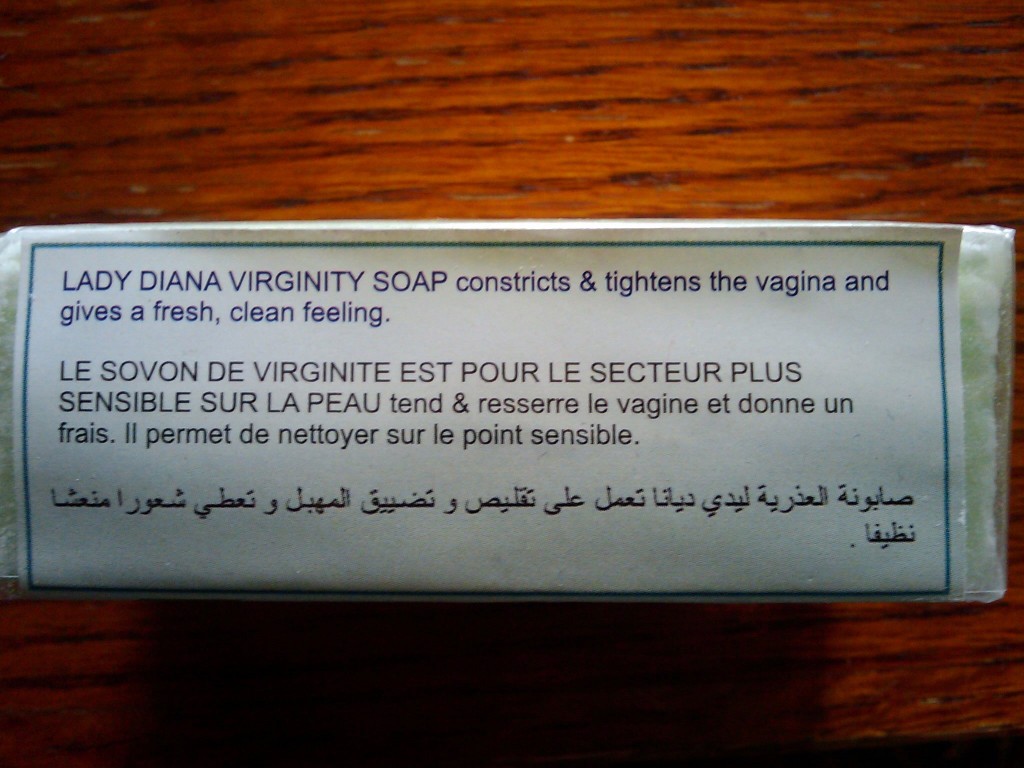 LADY DIANA VIRGINITY SOAP constricts & tightens the vagina and
gives a fresh, clean feeling.
LE SOVON DE VIRGINITE EST POUR LE SECTEUR PLUS
SENSIBLE SUR LA PEAU tend & resserre le vagine et donne un
frais. Il permet de nettoyer sur le point sensible.
صابونة العذرية ليدي ديانا تعمل على تقليص و تضييق المهبل و تعطي شعورا منعشا
نظيفا .